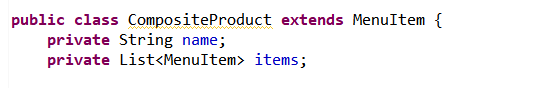 public class CompositeProduct extends MenuItem {
private String name;
private List<MenuItem> items;